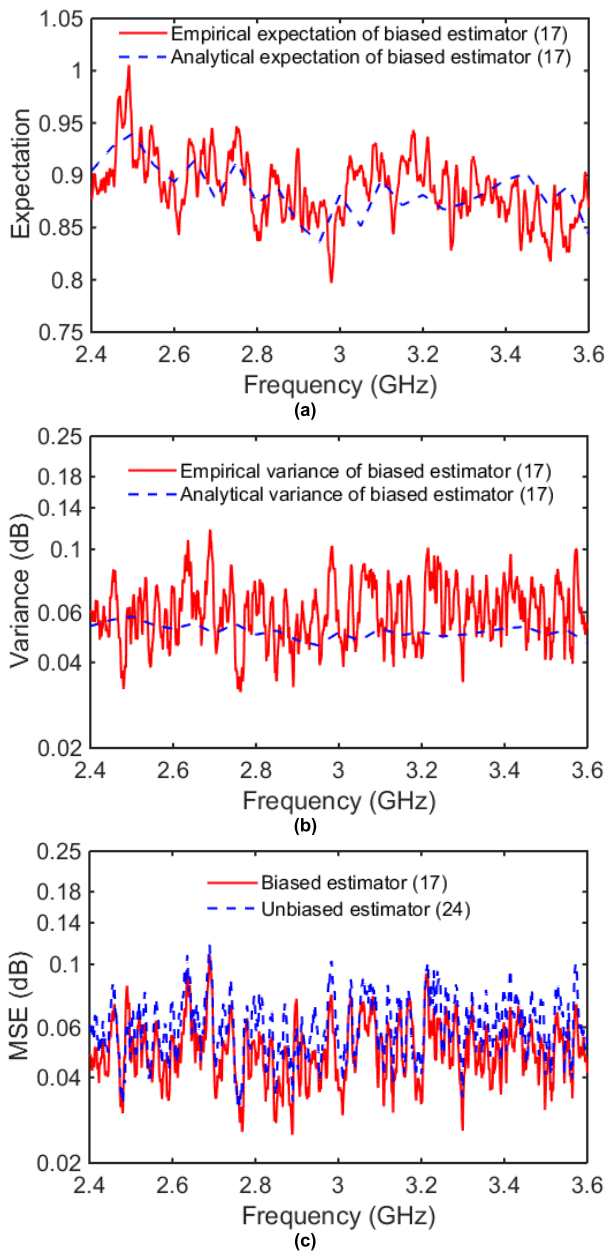 1.05
1
0.95
0.9
0.85
0.8
0.75
Expectation
Empirical expectation of biased estimator (17)
Analytical expectation of biased estimator (17)
2.4 2.6 2.8 3 3.2 3.4 3.6
Frequency (GHz)
(a)
0.25
0.18
0.14
0.1
0.06
0.04
0.02
Variance (dB)
Empirical variance of biased estimator (17)
Analytical variance of biased estimator (17)
2.4 2.6 2.8 3 3.2 3.4 3.6
Frequency (GHz)
(b)
0.25
0.18
0.14
0.1
0.06
0.04
0.02
MSE (dB)
Biased estimator (17)
Unbiased estimator (24)
2.4 2.6 2.8 3 3.2 3.4 3.6
Frequency (GHz)
(c)